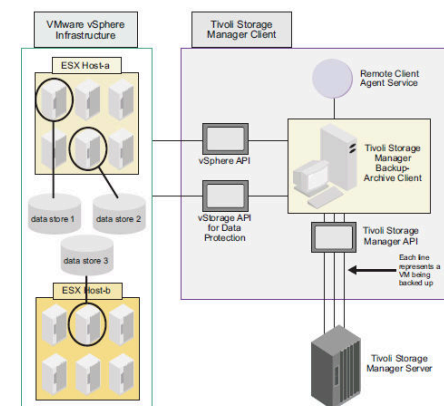 VMware vSphere
Infrastructure
Tivoli Storage
Manager Client
ESX Host-a
Remote Client
Agent Service
vSphere API
Tivoli Storage
Manager
Backup-
Archive Client
data store 1
data store 2
vStorage API
for Data
Protection
Tivoli Storage
Manager API
data store 3
Each line
represents a
VM being
backed up
ESX Host-b
Tivoli Storage
Manager Server